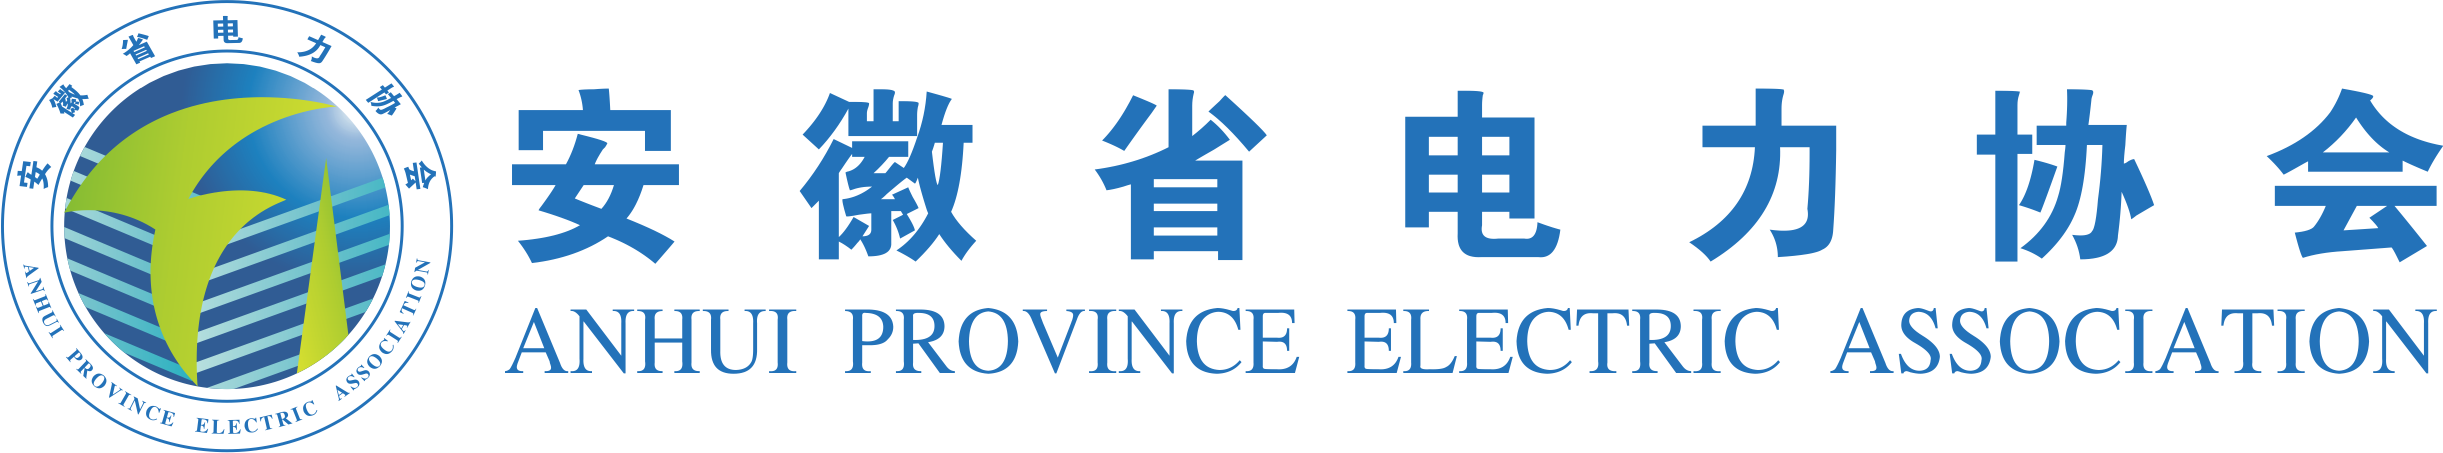 安徽省电力协会
ANHUI PROVINCE ELECTRIC ASSOCIATION
安徽省电力协会
ANHUI PROVINCE ELECTRIC ASSOCIATION